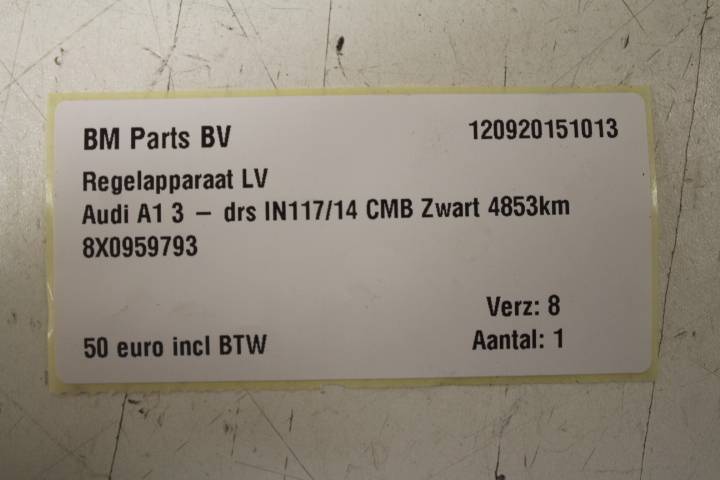 BM Parts BV 120920151013
Regelapparaat LV
Audi A1 3 – drs IN117/14 CMB Zwart 4853km
8X0959793
Verz: 8
50 euro incl BTW Aantal: 1